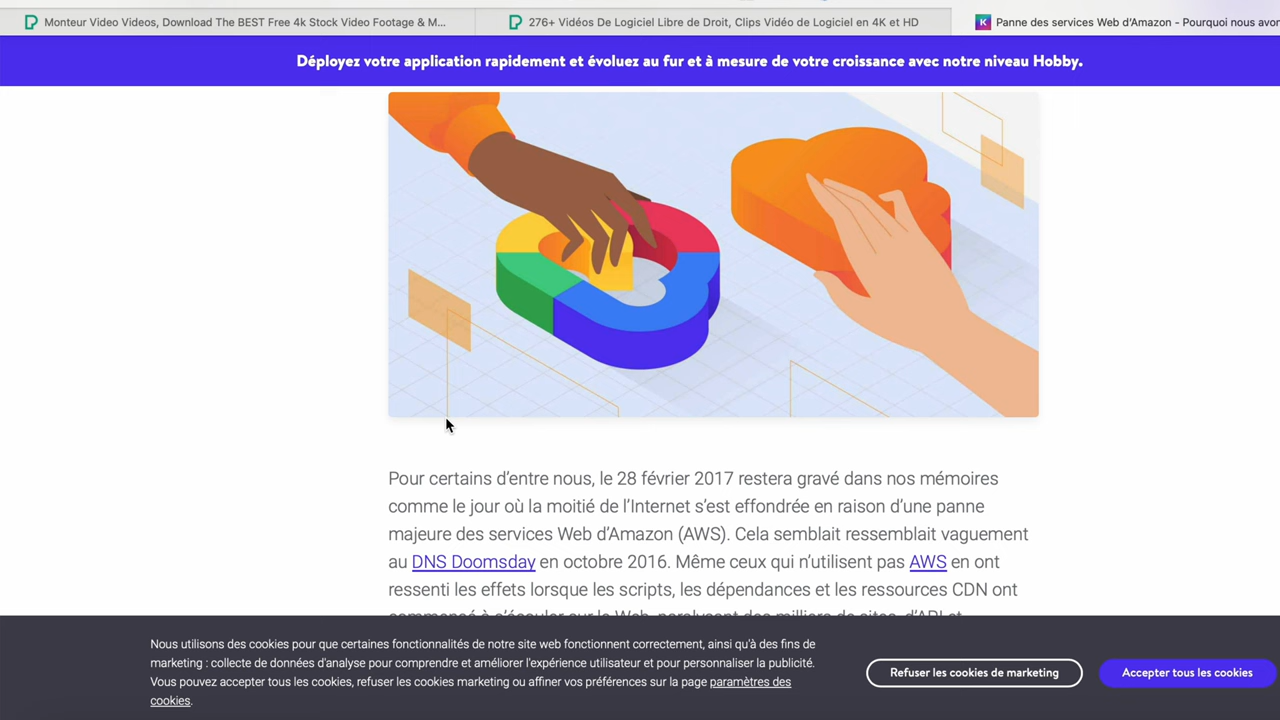 Monteur Video Videos, Download The BEST Free 4k Stock Video Footage & M...
276+ Vidéos De Logiciel Libre de Droit, Clips Vidéo de Logiciel en 4K et HD
Panne des services Web d'Amazon - Pourquoi nous avon
Déployez votre application rapidement et évoluez au fur et à mesure de votre croissance avec notre niveau Hobby.
Pour certains d'entre nous, le 28 février 2017 restera gravé dans nos mémoires
comme le jour où la moitié de l'Internet s'est effondrée en raison d'une panne
majeure des services Web d'Amazon (AWS). Cela semblait ressemblait vaguement
au DNS Doomsday en octobre 2016. Même ceux qui n'utilisent pas AWS en ont
ressenti les effets lorsque les scripts, les dépendances et les ressources CDN ont
Nous utilisons des cookies pour que certaines fonctionnalités de notre site web fonctionnent correctement, ainsi qu'à des fins de
marketing : collecte de données d'analyse pour comprendre et améliorer l'expérience utilisateur et pour personnaliser la publicité.
Vous pouvez accepter tous les cookies, refuser les cookies marketing ou affiner vos préférences sur la page paramètres des
cookies.
Refuser les cookies de marketing
Accepter tous les cookies